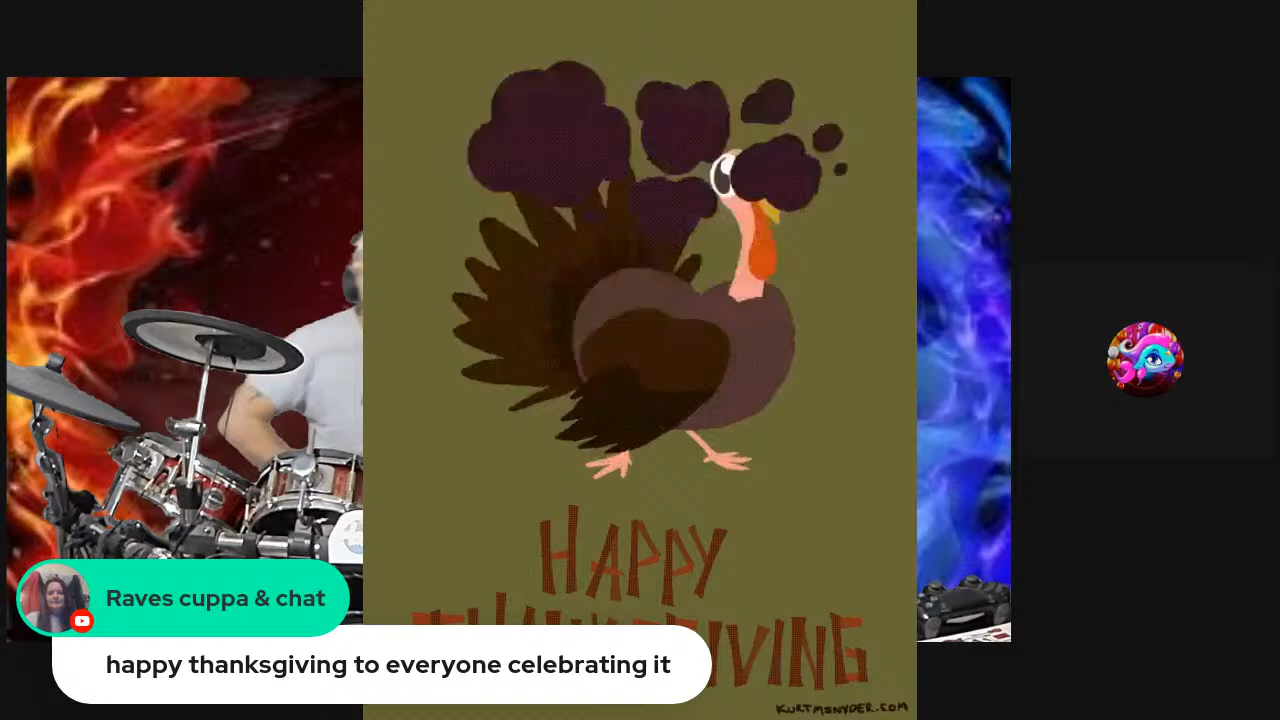 HAPPY
Raves cuppa & chat
happy thanksgiving to everyone celebrating it
KURTMSNYDER.COM